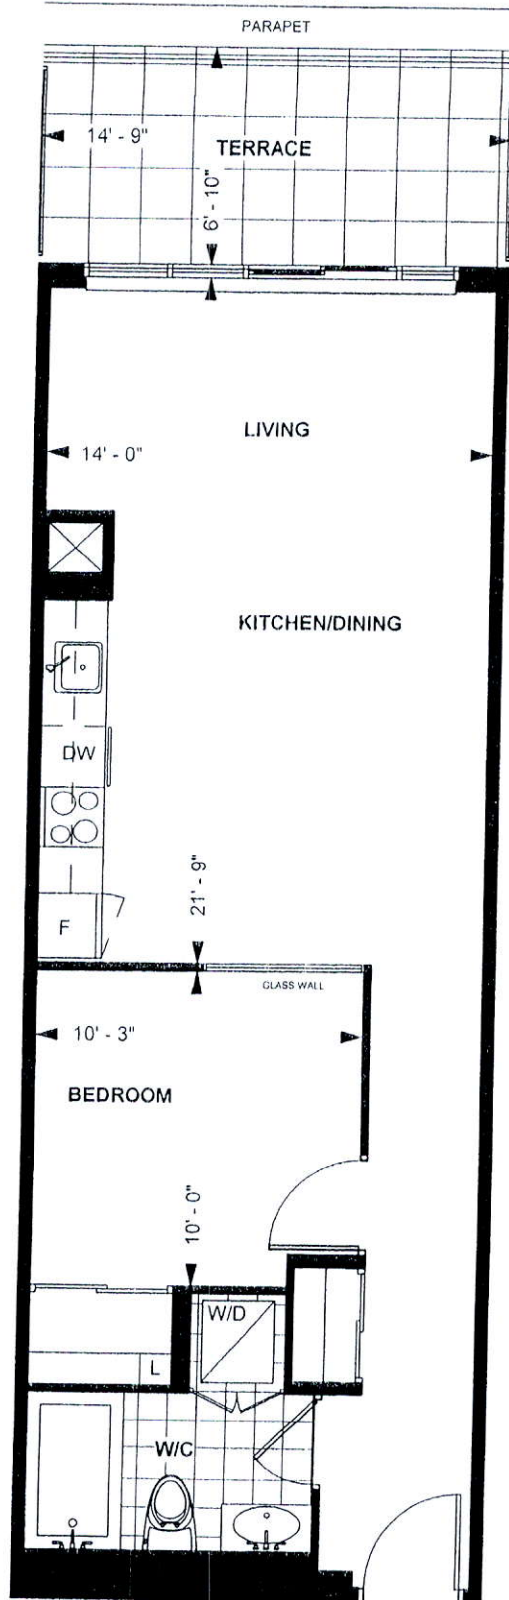 PARAPET
14' - 9"
TERRACE
6' - 10"
LIVING
14' - 0"
KITCHEN/DINING
DW
21' - 9"
F
GLASS WALL
10' - 3"
BEDROOM
10' - 0"
W/D
L
W/C